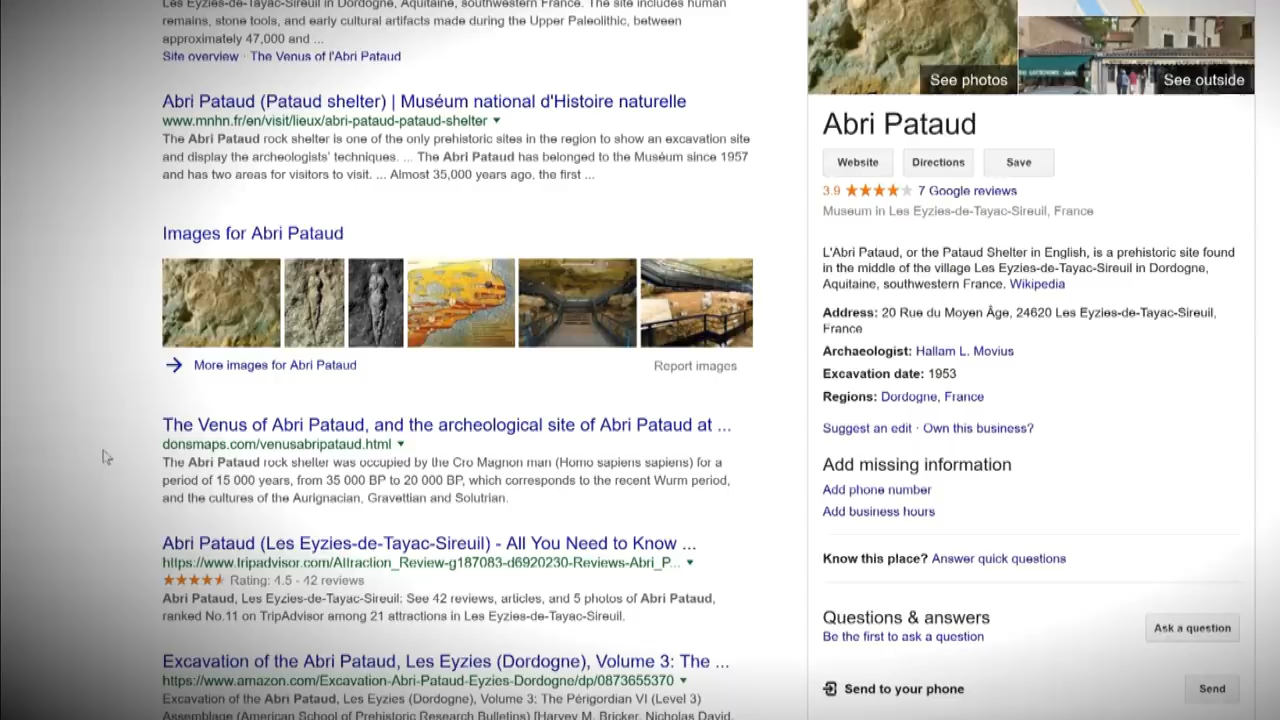 Les Eyzies-de-Tayac-Sireuil in Dordogne, Aquitaine, southwestern France. The site includes human
remains, stone tools, and early cultural artifacts made during the Upper Paleolithic, between
approximately 47,000 and ...
Site overview · The Venus of l'Abri Pataud
Abri Pataud (Pataud shelter) | Muséum national d'Histoire naturelle
www.mnhn.fr/en/visit/lieux/abri-pataud-pataud-shelter
The Abri Pataud rock shelter is one of the only prehistoric sites in the region to show an excavation site
and display the archeologists' techniques. ... The Abri Pataud has belonged to the Muséum since 1957
and has two areas for visitors to visit. ... Almost 35,000 years ago, the first ...
Images for Abri Pataud
More images for Abri Pataud
Report images
The Venus of Abri Pataud, and the archeological site of Abri Pataud at ...
donsmaps.com/venusabripataud.html
The Abri Pataud rock shelter was occupied by the Cro Magnon man (Homo sapiens sapiens) for a
period of 15 000 years, from 35 000 BP to 20 000 BP, which corresponds to the recent Wurm period,
and the cultures of the Aurignacian, Gravettian and Solutrian.
Abri Pataud (Les Eyzies-de-Tayac-Sireuil) - All You Need to Know ...
https://www.tripadvisor.com/Attraction_Review-g187083-d6920230-Reviews-Abri_P...
Rating: 4.5 - 42 reviews
Abri Pataud, Les Eyzies-de-Tayac-Sireuil: See 42 reviews, articles, and 5 photos of Abri Pataud,
ranked No.11 on TripAdvisor among 21 attractions in Les Eyzies-de-Tayac-Sireuil.
Excavation of the Abri Pataud, Les Eyzies (Dordogne), Volume 3: The ...
https://www.amazon.com/Excavation-Abri-Pataud-Eyzies-Dordogne/dp/0873655370
Excavation of the Abri Pataud, Les Eyzies (Dordogne), Volume 3: The Périgordian VI (Level 3)
Assemblage (American School of Prehistoric Research Bulletins) [Harvey M. Bricker, Nicholas David,
See photos
See outside
Abri Pataud
Website
Directions
Save
3.9 7 Google reviews
Museum in Les Eyzies-de-Tayac-Sireuil, France
L'Abri Pataud, or the Pataud Shelter in English, is a prehistoric site found
in the middle of the village Les Eyzies-de-Tayac-Sireuil in Dordogne,
Aquitaine, southwestern France. Wikipedia
Address: 20 Rue du Moyen Âge, 24620 Les Eyzies-de-Tayac-Sireuil,
France
Archaeologist: Hallam L. Movius
Excavation date: 1953
Regions: Dordogne, France
Suggest an edit · Own this business?
Add missing information
Add phone number
Add business hours
Know this place? Answer quick questions
Questions & answers
Be the first to ask a question
Ask a question
Send to your phone
Send